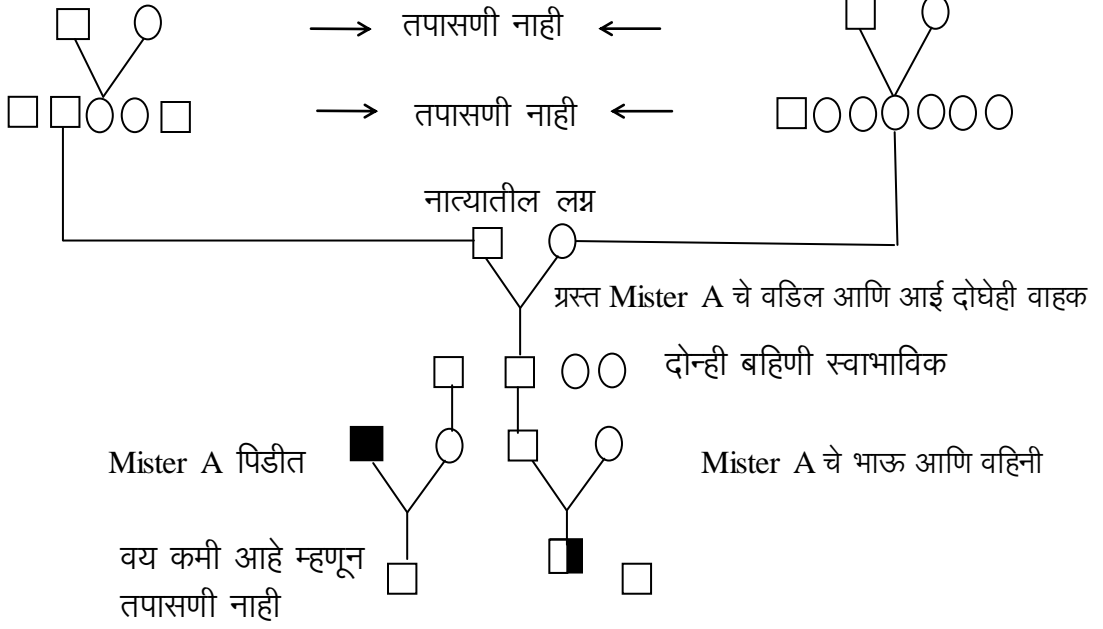 तपासणी नाही
तपासणी नाही
नात्यातील लग्न
ग्रस्त Mister A चे वडिल आणि आई दोघेही वाहक
दोन्ही बहिणी स्वाभाविक
Mister A पिडीत
Mister A चे भाऊ आणि वहिनी
वय कमी आहे म्हणून
तपासणी नाही